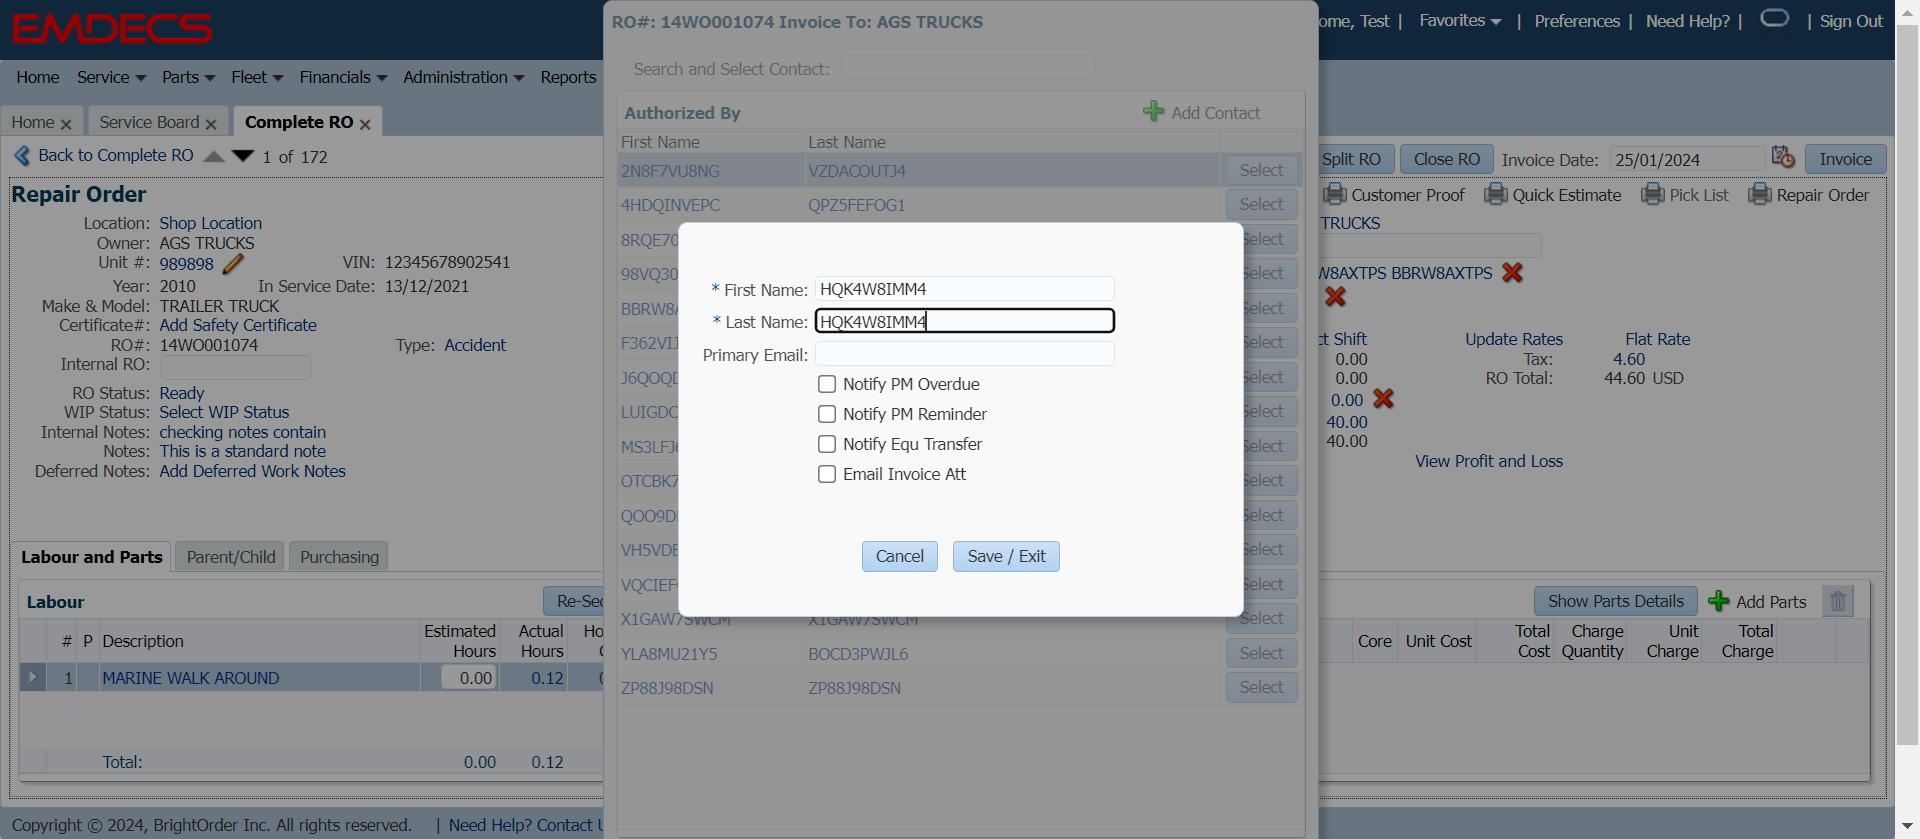 EMDECS
RO#: 14WO001074 Invoice To: AGS TRUCKS
ome, Test | Favorites | Preferences | Need Help? | | Sign Out
Search and Select Contact:
Home Service Parts Fleet Financials Administration Reports
Authorized By
Add Contact
Home Service Board Complete RO
First Name Last Name
Back to Complete RO 1 of 172
Split RO Close RO Invoice Date: 25/01/2024 Invoice
2N8F7VU8NG VZDACOUTJ4 Select
Repair Order
Customer Proof Quick Estimate Pick List Repair Order
4HDQINVEPC QPZ5FEFOG1 Select
Location: Shop Location
TRUCKS
Owner: AGS TRUCKS
8RQE70 Select
Unit #: 989898 VIN: 12345678902541
98VQ30 Select
W8AXTPS BBRW8AXTPS
Year: 2010 In Service Date: 13/12/2021
* First Name: HQK4W8IMM4
Make & Model: TRAILER TRUCK
BBRW8A Select
Certificate#: Add Safety Certificate
* Last Name: HQK4W8IMM4
RO#: 14WO001074 Type: Accident
F362VI Select
ct Shift Update Rates Flat Rate
Primary Email:
0.00 Tax: 4.60
Internal RO:
J6QOQD Select
0.00 RO Total: 44.60 USD
Notify PM Overdue
RO Status: Ready
0.00
WIP Status: Select WIP Status
LUIGDC Select
Notify PM Reminder
40.00
Internal Notes: checking notes contain
40.00
Notify Equ Transfer
MS3LFJ Select
Notes: This is a standard note
View Profit and Loss
Deferred Notes: Add Deferred Work Notes
Email Invoice Att
OTCBK7 Select
QOO9D Select
Labour and Parts Parent/Child Purchasing
VH5VDE Select
Cancel Save / Exit
VQCIEF Select
Labour Re-Sec
Show Parts Details Add Parts
X1GAW7SWCM X1GAW7SWCM Select
# P Description Estimated Hours Actual Hours Ho
Core Unit Cost Total Cost Charge Quantity Unit Charge Total Charge
YLA8MU21Y5 BOCD3PWJL6 Select
1 MARINE WALK AROUND 0.00 0.12
ZP88J98DSN ZP88J98DSN Select
Total: 0.00 0.12
Copyright © 2024, BrightOrder Inc. All rights reserved. | Need Help? Contact